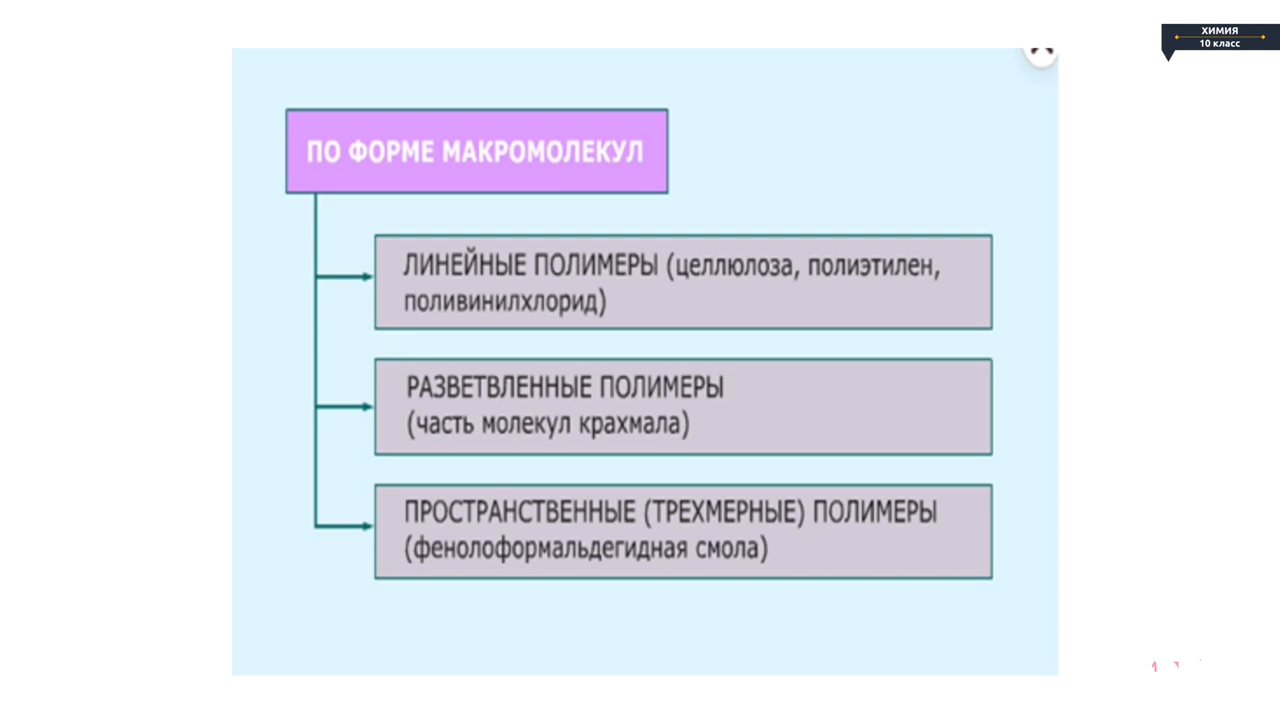 ХИМИЯ
10 класс
ПО ФОРМЕ МАКРОМОЛЕКУЛ
ЛИНЕЙНЫЕ ПОЛИМЕРЫ (целлюлоза, полиэтилен,
поливинилхлорид)
РАЗВЕТВЛЕННЫЕ ПОЛИМЕРЫ
(часть молекул крахмала)
ПРОСТРАНСТВЕННЫЕ (ТРЕХМЕРНЫЕ) ПОЛИМЕРЫ
(фенолоформальдегидная смола)